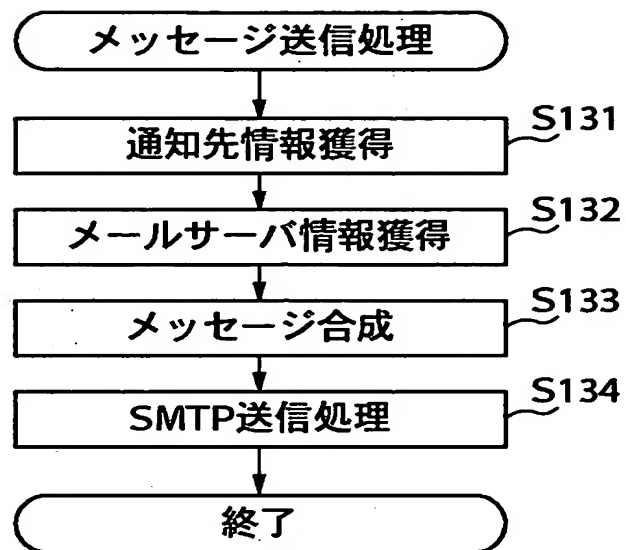 メッセージ送信処理
通知先情報獲得
S131
メールサーバ情報獲得
S132
メッセージ合成
S133
SMTP送信処理
S134
終了